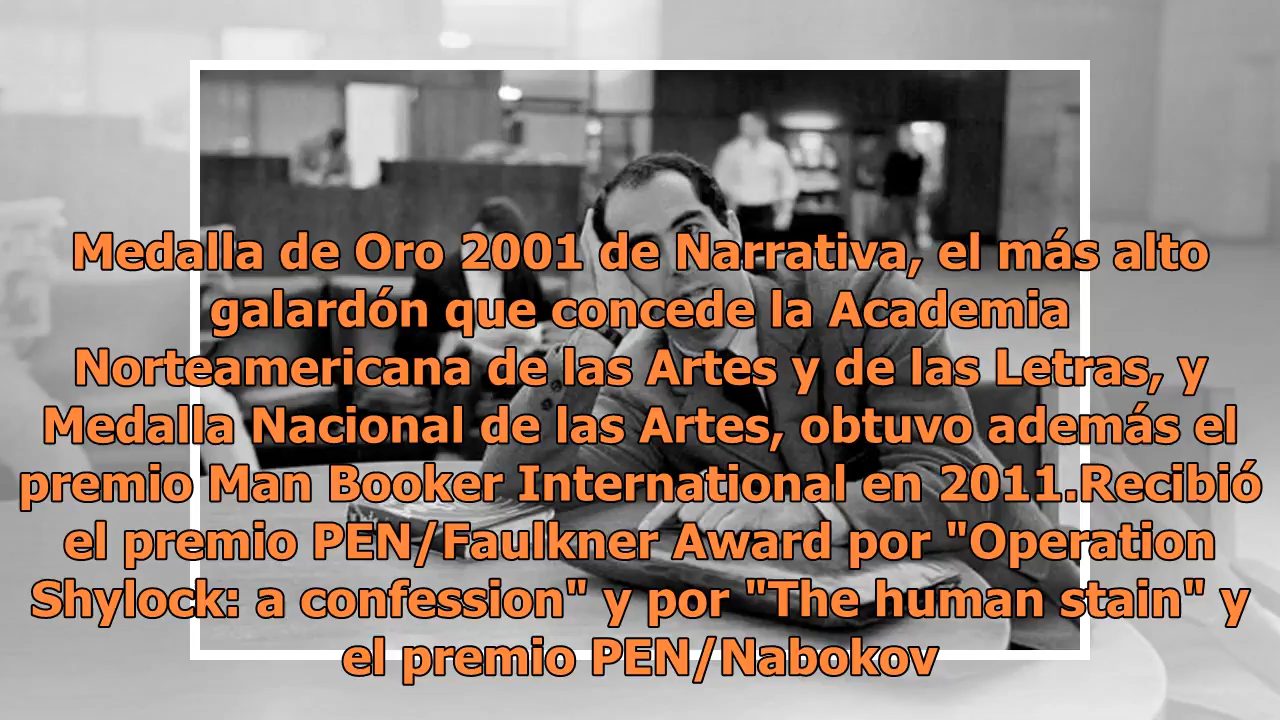 Medalla de Oro 2001 de Narrativa, el más alto
galardón que concede la Academia
Norteamericana de las Artes y de las Letras, y
Medalla Nacional de las Artes, obtuvo además el
premio Man Booker International en 2011.Recibió
el premio PEN/Faulkner Award por "Operation
Shylock: a confession" y por "The human stain" y
el premio PEN/Nabokov